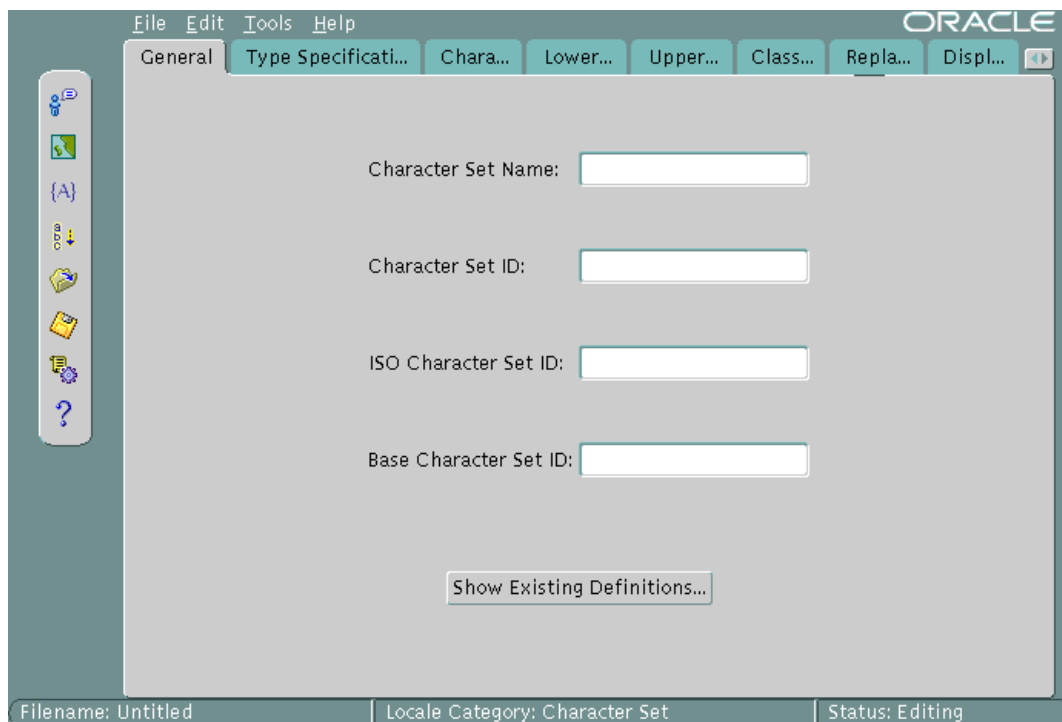 File Edit Tools Help
ORACLE
General Type Specificati... Chara... Lower... Upper... Class... Repla... Displ...
{A}
a
b
c
?
Character Set Name:
Character Set ID:
ISO Character Set ID:
Base Character Set ID:
Show Existing Definitions...
Filename: Untitled Locale Category: Character Set Status: Editing